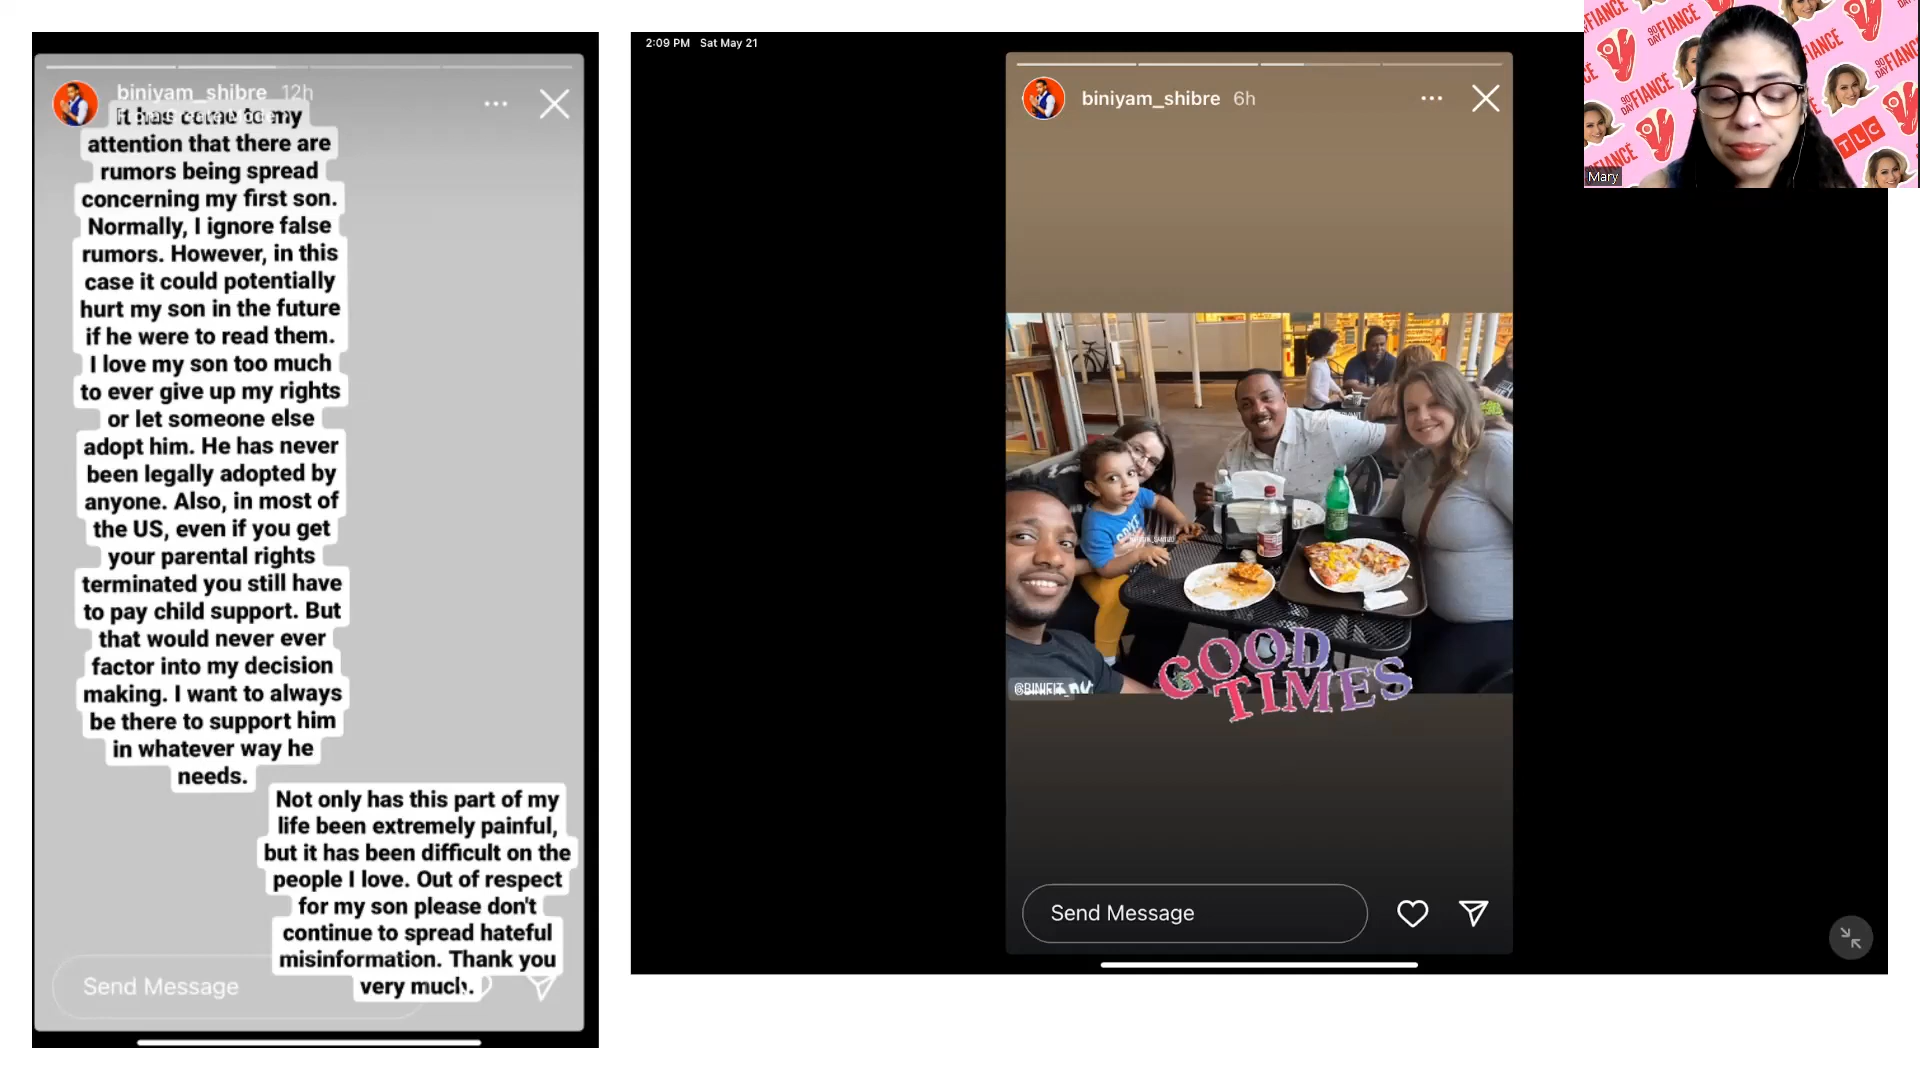 biniyam_shibre 12h
It has come to my
attention that there are
rumors being spread
concerning my first son.
Normally, I ignore false
rumors. However, in this
case it could potentially
hurt my son in the future
if he were to read them.
I love my son too much
to ever give up my rights
or let someone else
adopt him. He has never
been legally adopted by
anyone. Also, in most of
the US, even if you get
your parental rights
terminated you still have
to pay child support. But
that would never ever
factor into my decision
making. I want to always
be there to support him
in whatever way he
needs.
Not only has this part of my
life been extremely painful,
but it has been difficult on the
people I love. Out of respect
for my son please don't
continue to spread hateful
misinformation. Thank you
very much.
Send Message
2:09 PM Sat May 21
biniyam_shibre 6h
@BINIFIT_
GOOD
TIMES
Send Message
90 DAY FIANCÉ
FIANCÉ
TLC
Mary